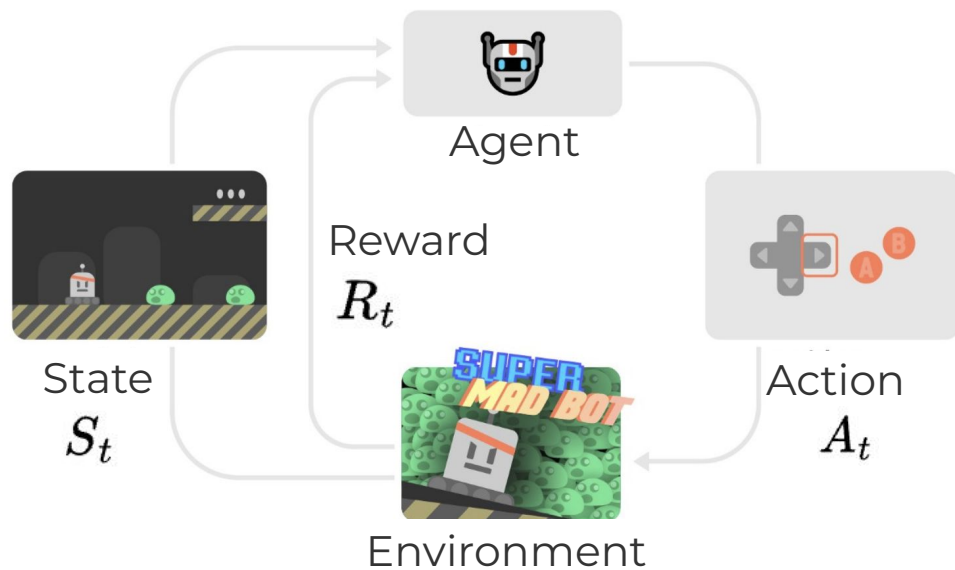 Agent
Reward
R_t
State
S_t
B
A
Action
A_t
SUPER
MAD BOT
Environment